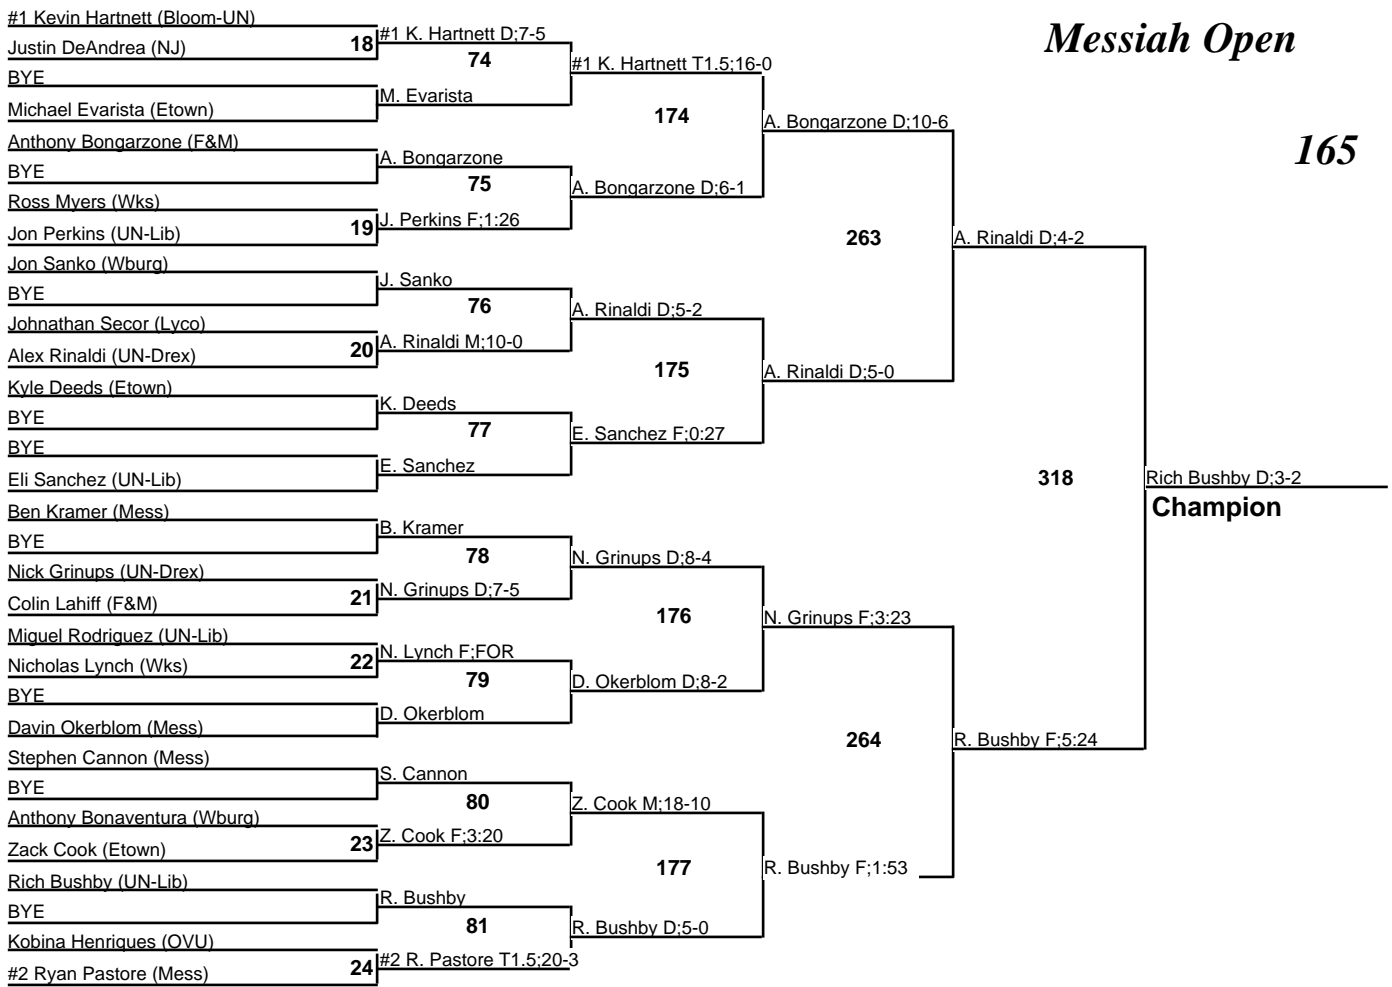 Messiah Open
165
#1 Kevin Hartnett (Bloom-UN)
Justin DeAndrea (NJ)
BYE
Michael Evarista (Etown)
Anthony Bongarzone (F&M)
BYE
Ross Myers (Wks)
Jon Perkins (UN-Lib)
Jon Sanko (Wburg)
BYE
Johnathan Secor (Lyco)
Alex Rinaldi (UN-Drex)
Kyle Deeds (Etown)
BYE
BYE
Eli Sanchez (UN-Lib)
Ben Kramer (Mess)
BYE
Nick Grinups (UN-Drex)
Colin Lahiff (F&M)
Miguel Rodriguez (UN-Lib)
Nicholas Lynch (Wks)
BYE
Davin Okerblom (Mess)
Stephen Cannon (Mess)
BYE
Anthony Bonaventura (Wburg)
Zack Cook (Etown)
Rich Bushby (UN-Lib)
BYE
Kobina Henriques (OVU)
#2 Ryan Pastore (Mess)
18
19
20
21
22
23
24
#1 K. Hartnett D;7-5
74
M. Evarista
A. Bongarzone
75
J. Perkins F;1:26
J. Sanko
76
A. Rinaldi M;10-0
K. Deeds
77
E. Sanchez
B. Kramer
78
N. Grinups D;7-5
N. Lynch F;FOR
79
D. Okerblom
S. Cannon
80
Z. Cook F;3:20
R. Bushby
81
#2 R. Pastore T1.5;20-3
#1 K. Hartnett T1.5;16-0
174
A. Bongarzone D;6-1
A. Rinaldi D;5-2
175
E. Sanchez F;0:27
N. Grinups D;8-4
176
D. Okerblom D;8-2
Z. Cook M;18-10
177
R. Bushby D;5-0
A. Bongarzone D;10-6
263
A. Rinaldi D;5-0
N. Grinups F;3:23
264
R. Bushby F;1:53
A. Rinaldi D;4-2
318
R. Bushby F;5:24
Rich Bushby D;3-2
Champion